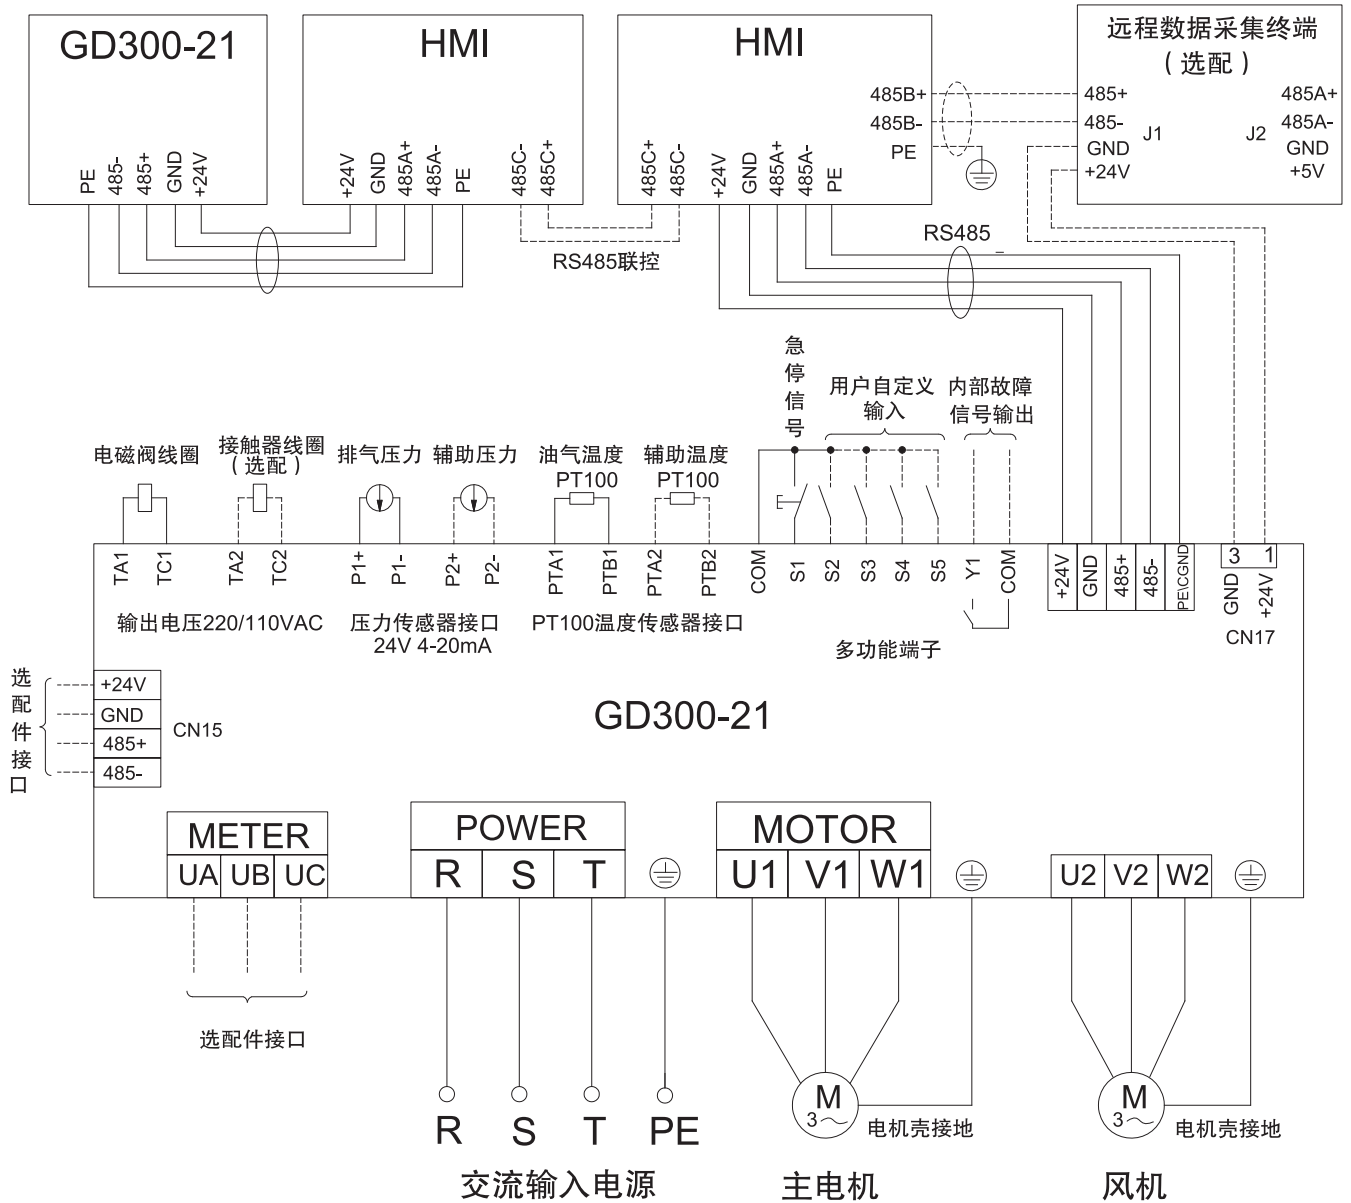 GD300-21
HMI
HMI
远程数据采集终端
（选配）
485B+
485B-
PE
485+
485-
GND
+24V
J1
J2
485A+
485A-
GND
+5V
PE
485-
485+
GND
+24V
+24V
GND
485A+
485A-
PE
485C-
485C+
485C+
485C-
+24V
GND
485A+
485A-
PE
RS485联控
RS485
急停信号
用户自定义
输入
内部故障
信号输出
电磁阀线圈
接触器线圈
（选配）
排气压力
辅助压力
油气温度
PT100
辅助温度
PT100
TA1
TC1
TA2
TC2
P1+
P1-
P2+
P2-
PTA1
PTB1
PTA2
PTB2
COM
S1
S2
S3
S4
S5
Y1
COM
+24V
GND
485+
485-
PE\CGND
3
1
GND
+24V
CN17
输出电压220/110VAC
压力传感器接口
24V 4-20mA
PT100温度传感器接口
多功能端子
选配件接口
+24V
GND
485+
485-
CN15
GD300-21
METER
UA UB UC
POWER
R S T
MOTOR
U1 V1 W1
U2 V2 W2
选配件接口
M
3~
电机壳接地
M
3~
电机壳接地
R S T PE
交流输入电源
主电机
风机